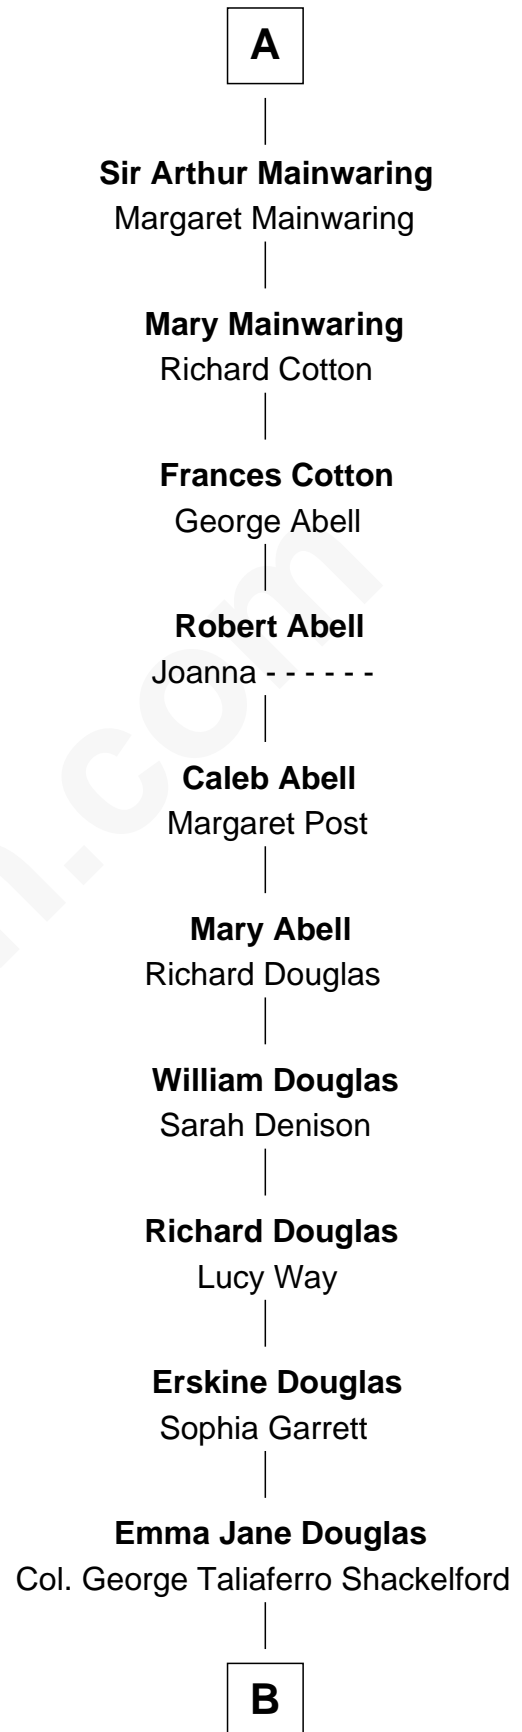 A
Sir Arthur Mainwaring
Margaret Mainwaring
Mary Mainwaring
Richard Cotton
Frances Cotton
George Abell
Robert Abell
Joanna - - - - - -
Caleb Abell
Margaret Post
Mary Abell
Richard Douglas
William Douglas
Sarah Denison
Richard Douglas
Lucy Way
Erskine Douglas
Sophia Garrett
Emma Jane Douglas
Col. George Taliaferro Shackelford
B